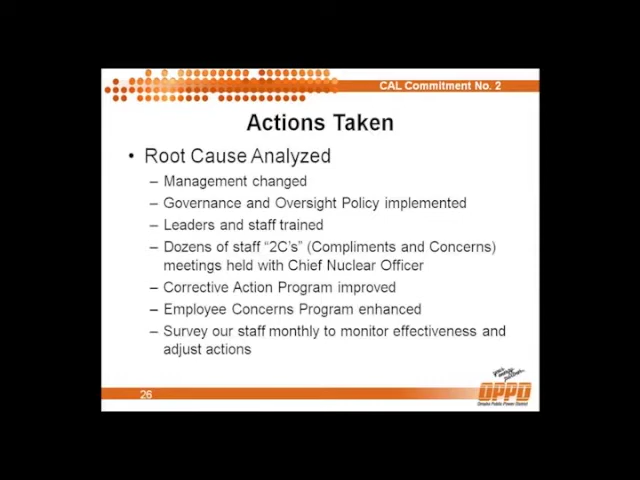 CAL Commitment No. 2
Actions Taken
• Root Cause Analyzed
– Management changed
– Governance and Oversight Policy implemented
– Leaders and staff trained
– Dozens of staff “2C’s” (Compliments and Concerns)
meetings held with Chief Nuclear Officer
– Corrective Action Program improved
– Employee Concerns Program enhanced
– Survey our staff monthly to monitor effectiveness and
adjust actions
26
OPPD
Omaha Public Power District